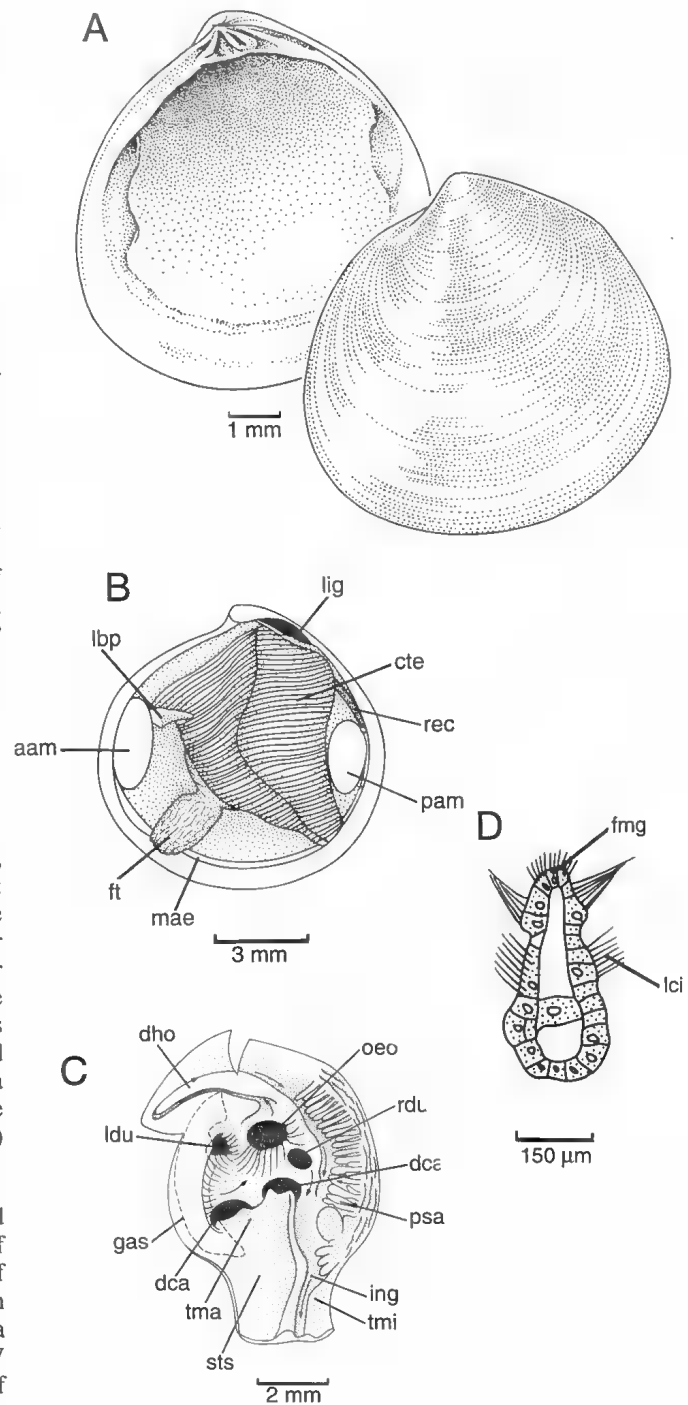 A
1 mm
B
lig
lbp
cte
rec
aam
pam
ft
mae
3 mm
D
fmg
lci
150 µm
C
dho
oeo
ldu
rdu
dca
psa
gas
dca
tma
ing
tmi
sts
2 mm